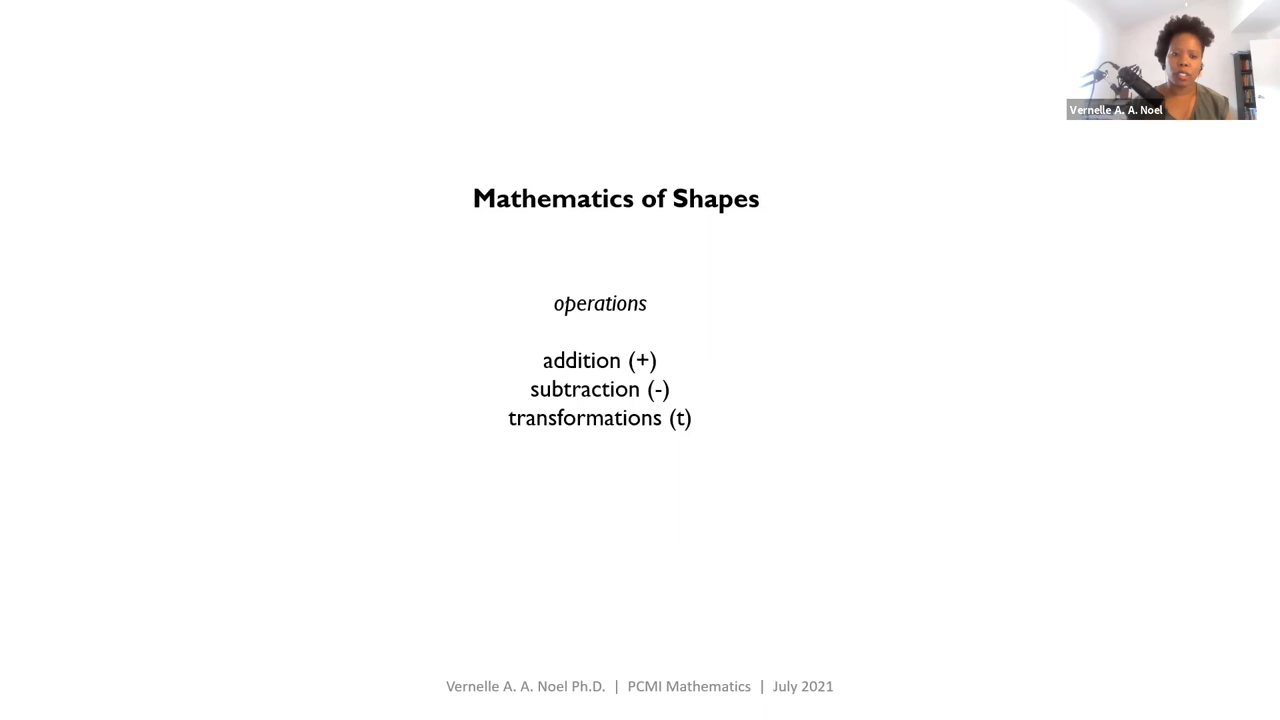 Vernelle A. A. Noel
Mathematics of Shapes
operations
addition (+)
subtraction (-)
transformations (t)
Vernelle A. A. Noel Ph.D. | PCMI Mathematics | July 2021